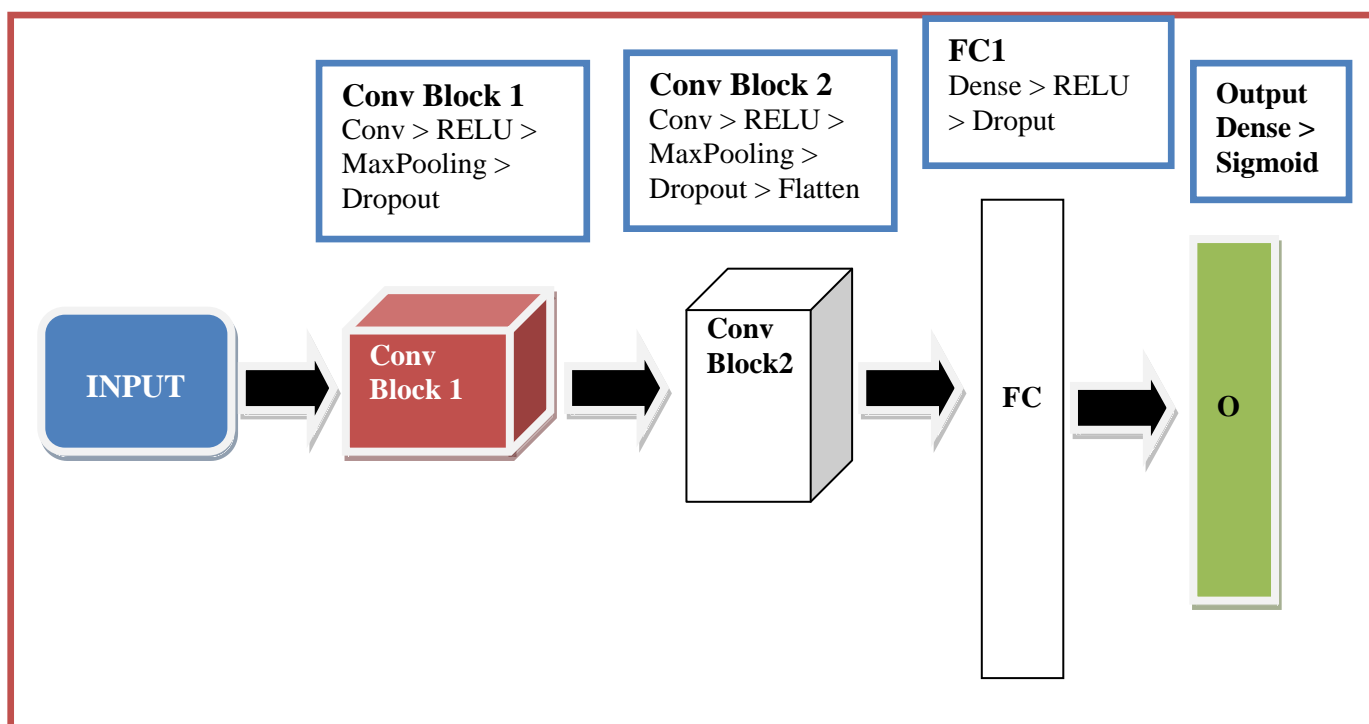 Conv Block 1
Conv > RELU >
MaxPooling >
Dropout
Conv Block 2
Conv > RELU >
MaxPooling >
Dropout > Flatten
FC1
Dense > RELU
> Droput
Output
Dense >
Sigmoid
INPUT
Conv
Block 1
Conv
Block2
FC
O